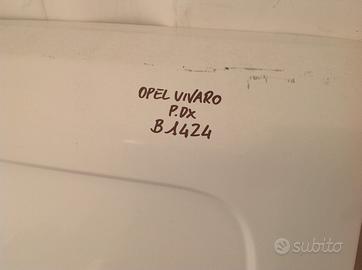 OPEL VIVARO
P.Dx
B1424
subito